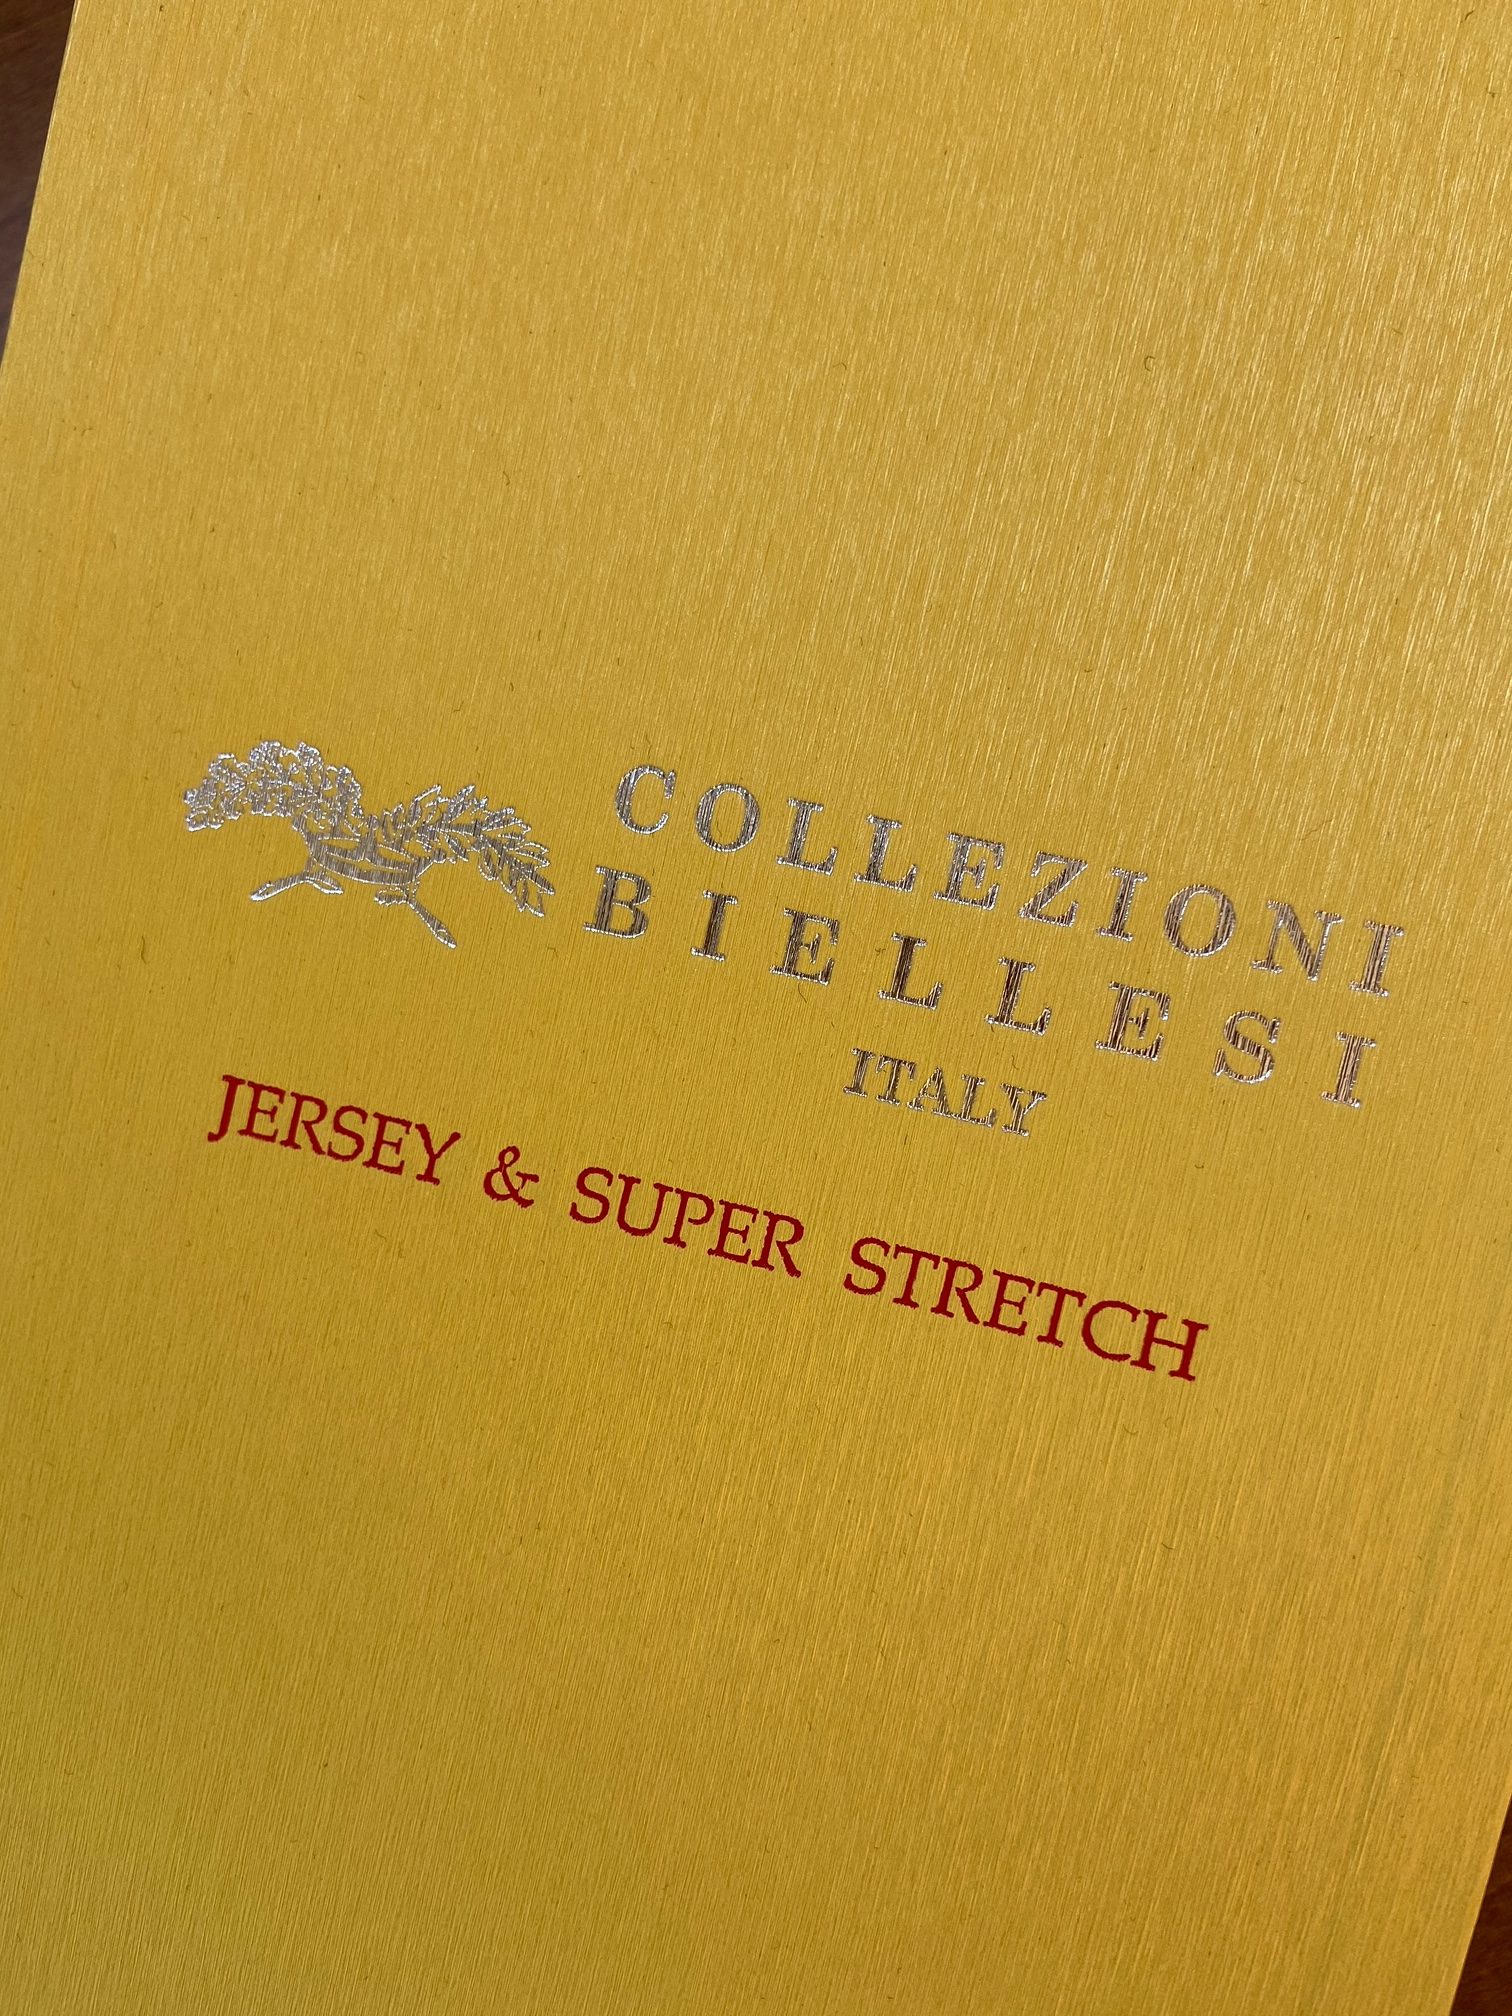 COLLEZIONI
BIELLESI
ITALY
JERSEY & SUPER STRETCH